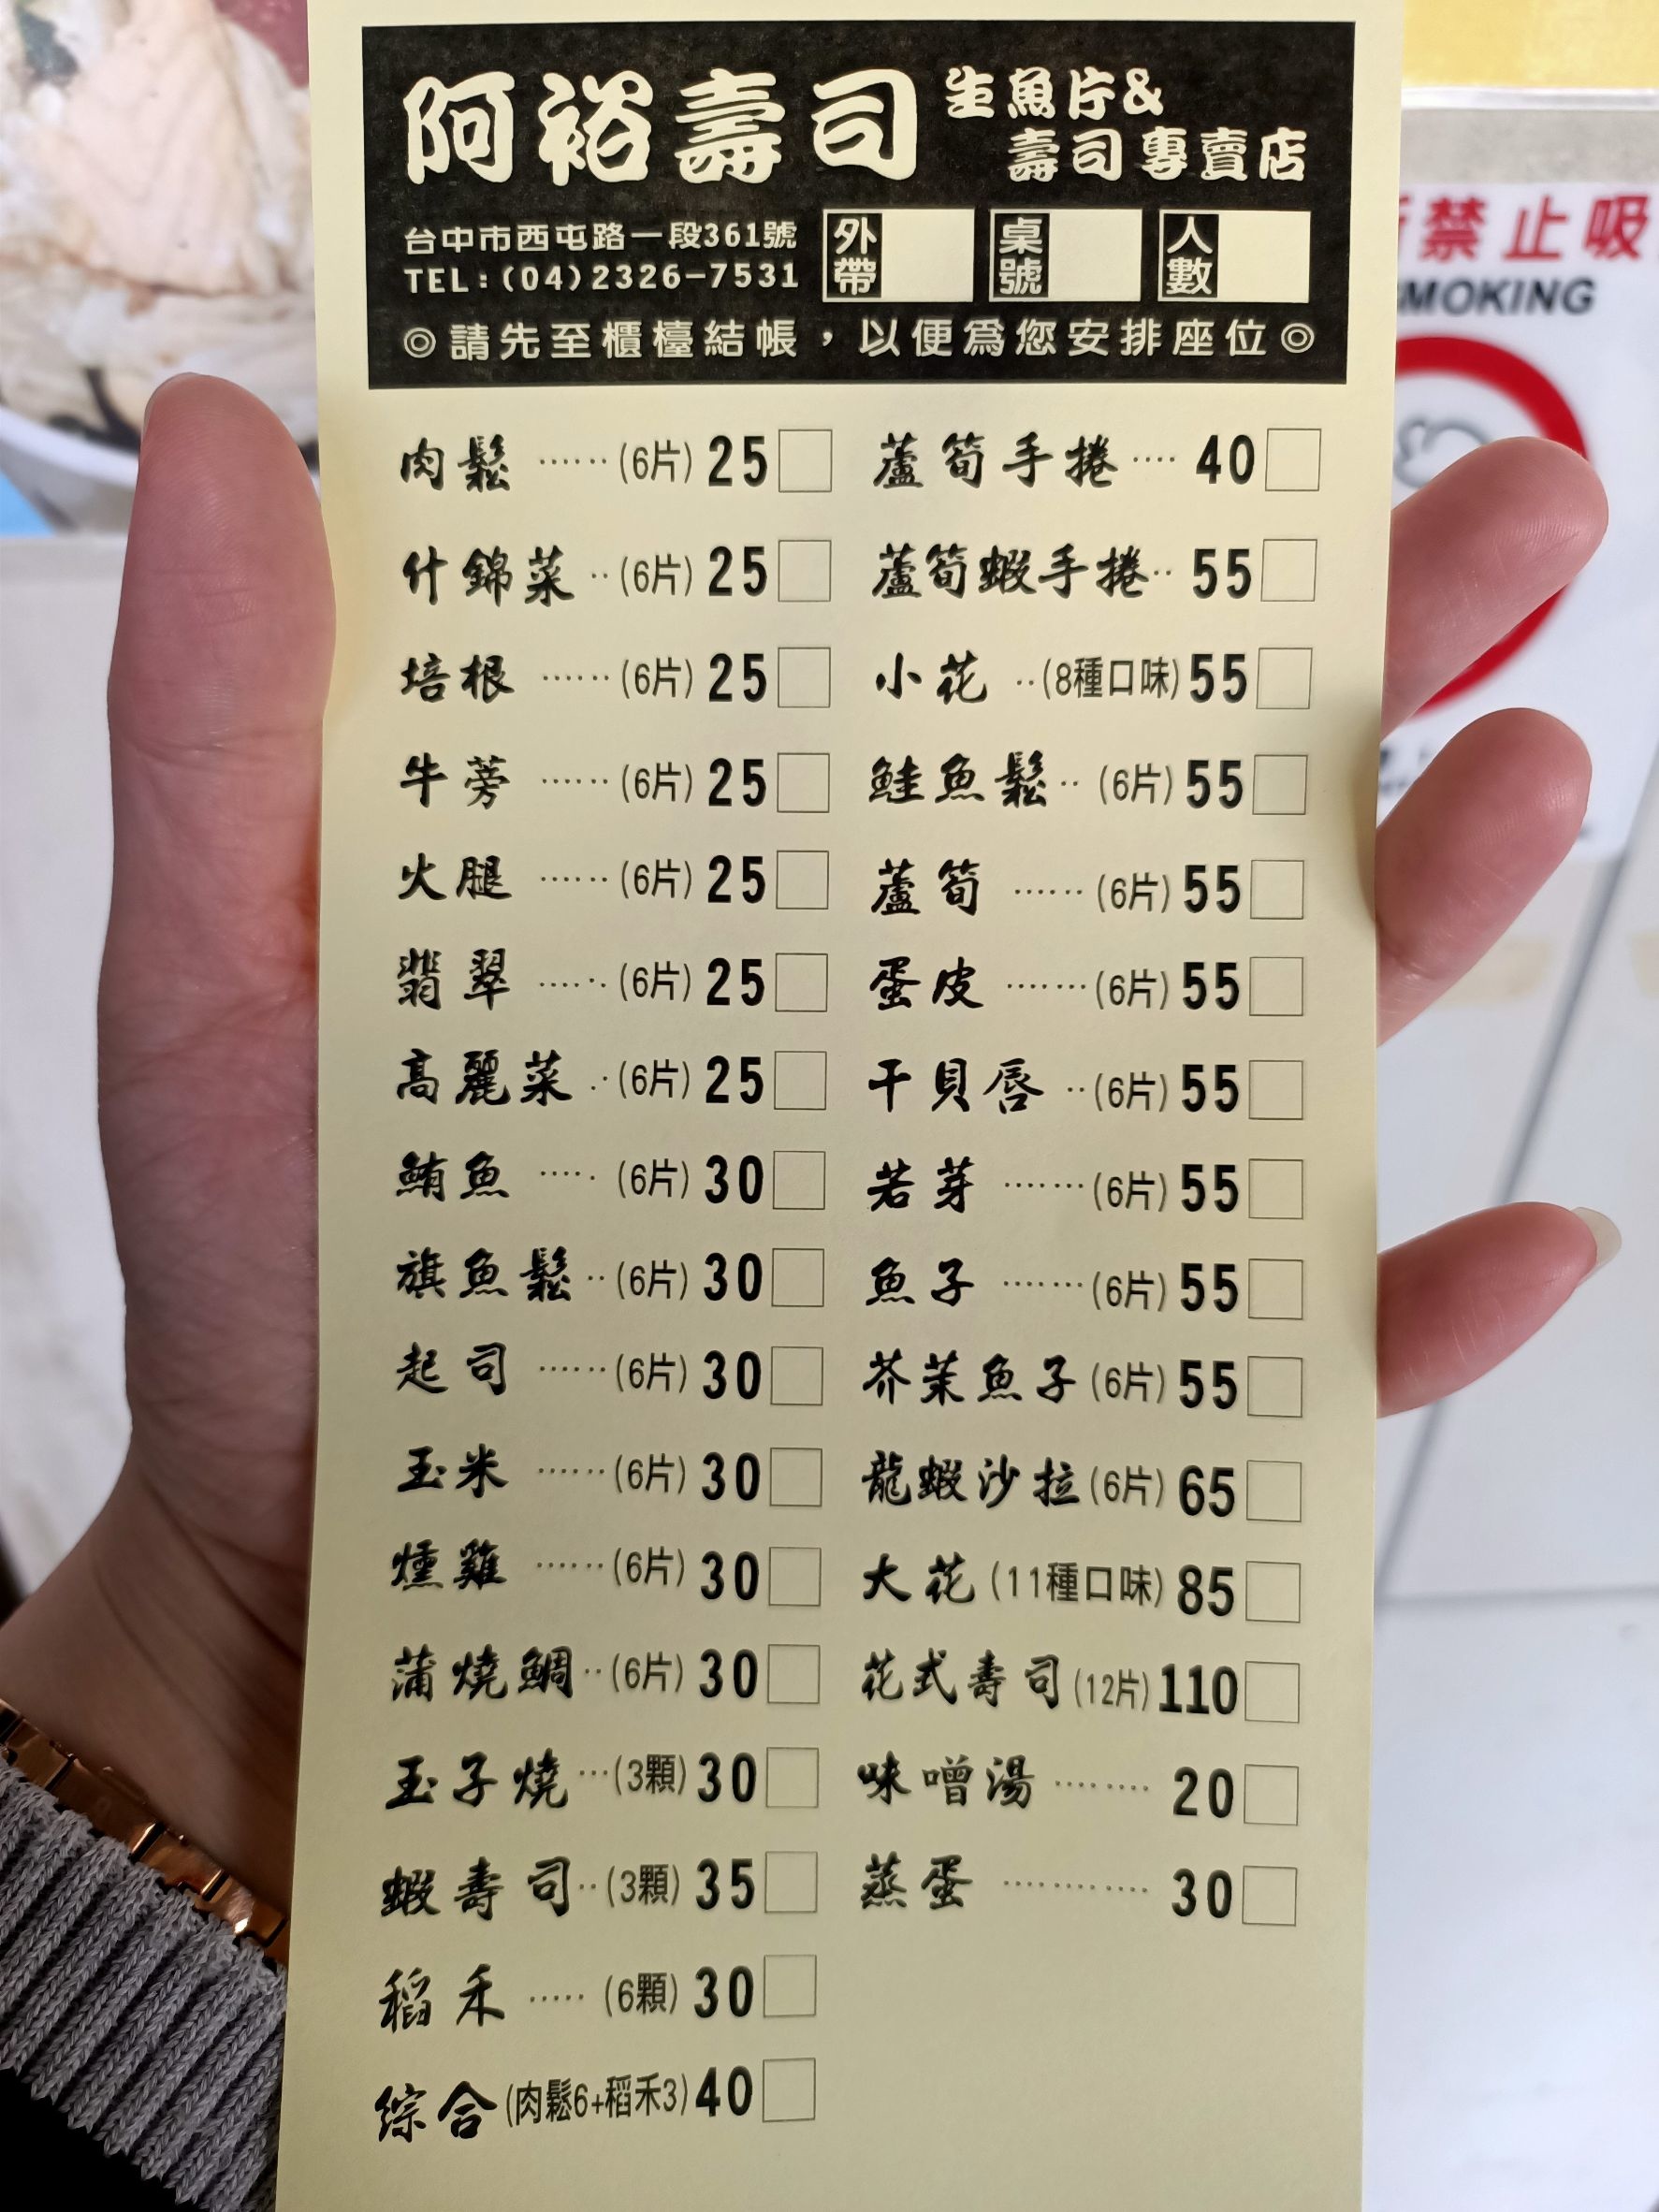 阿裕壽司 生魚片&
壽司專賣店
台中市西屯路一段361號
TEL:(04)2326-7531
外帶 桌號 人數
◎請先至櫃檯結帳,以便為您安排座位◎
肉鬆 ⋯⋯(6片) 25
什錦菜 ‥(6片) 25
培根 ⋯⋯(6片) 25
牛蒡 ⋯⋯(6片) 25
火腿 ⋯⋯(6片) 25
翡翠 ⋯⋯(6片) 25
高麗菜 ‥(6片) 25
鮪魚 ‥‥(6片) 30
旗魚鬆 ‥(6片) 30
起司 ⋯⋯(6片) 30
玉米 ⋯⋯(6片) 30
燻雞 ⋯⋯(6片) 30
蒲燒鯛 ‥(6片) 30
玉子燒 ⋯(3顆) 30
蝦壽司 ‥(3顆) 35
稻禾 ‥⋯ (6顆) 30
綜合(肉鬆6+稻禾3) 40
蘆筍手捲 ‥‥ 40
蘆筍蝦手捲 ‥ 55
小花 ‥(8種口味) 55
鮭魚鬆 ‥ (6片) 55
蘆筍 ⋯⋯ (6片) 55
蛋皮 ⋯‥‥(6片) 55
干貝唇 ‥(6片) 55
若芽 ⋯‥‥(6片) 55
魚子 ⋯‥‥(6片) 55
芥茉魚子 (6片) 55
龍蝦沙拉 (6片) 65
大花 (11種口味) 85
花式壽司 (12片) 110
味噌湯 ‥‥‥‥ 20
蒸蛋 ⋯⋯⋯⋯ 30
禁止吸
MOKING